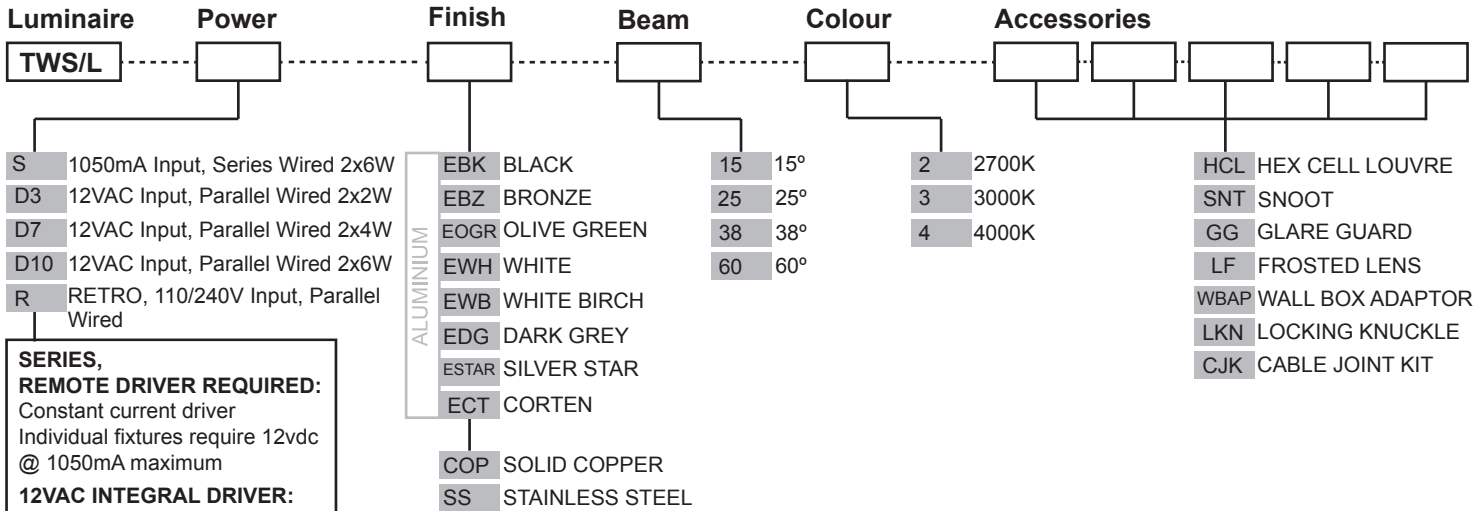 Luminaire Power Finish Beam Colour Accessories
TWS/L
S 1050mA Input, Series Wired 2x6W
D3 12VAC Input, Parallel Wired 2x2W
D7 12VAC Input, Parallel Wired 2x4W
D10 12VAC Input, Parallel Wired 2x6W
R RETRO, 110/240V Input, Parallel
Wired
SERIES,
REMOTE DRIVER REQUIRED:
Constant current driver
Individual fixtures require 12vdc
@ 1050mA maximum
12VAC INTEGRAL DRIVER:
ALUMINIUM
EBK BLACK
EBZ BRONZE
EOGR OLIVE GREEN
EWH WHITE
EWB WHITE BIRCH
EDG DARK GREY
ESTAR SILVER STAR
ECT CORTEN
COP SOLID COPPER
SS STAINLESS STEEL
15 15º
25 25º
38 38º
60 60º
2 2700K
3 3000K
4 4000K
HCL HEX CELL LOUVRE
SNT SNOOT
GG GLARE GUARD
LF FROSTED LENS
WBAP WALL BOX ADAPTOR
LKN LOCKING KNUCKLE
CJK CABLE JOINT KIT